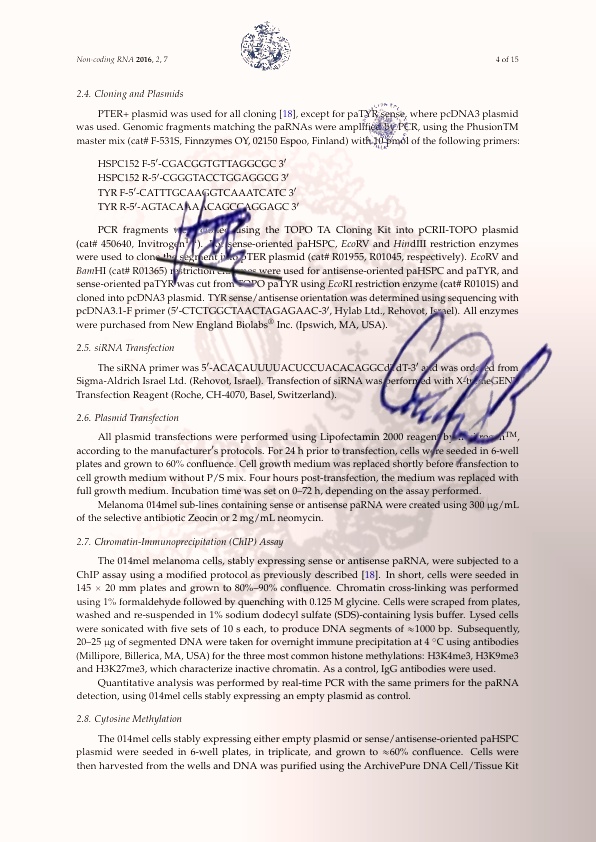 Non-coding RNA 2016, 2, 7
4 of 15
2.4. Cloning and Plasmids
PTER+ plasmid was used for all cloning [18], except for paTYR sense, where pcDNA3 plasmid
was used. Genomic fragments matching the paRNAs were amplified by PCR, using the PhusionTM
master mix (cat# F-531S, Finnzymes OY, 02150 Espoo, Finland) with 10 pmol of the following primers:
HSPC152 F-5′-CGACGGTGTTAGGCGC 3′
HSPC152 R-5′-CGGGTACCTGGAGGCG 3′
TYR F-5′-CATTTGCAAGGTCAAATCATC 3′
TYR R-5′-AGTACAAAACAGCCAGGAGC 3′
PCR fragments were cloned using the TOPO TA Cloning Kit into pCRII-TOPO plasmid
(cat# 450640, Invitrogen). For sense-oriented paHSPC, EcoRV and HindIII restriction enzymes
were used to clone the segment into pTER plasmid (cat# R01955, R01045, respectively). EcoRV and
BamHI (cat# R01365) restriction enzymes were used for antisense-oriented paHSPC and paTYR, and
sense-oriented paTYR was cut from TOPO paTYR using EcoRI restriction enzyme (cat# R0101S) and
cloned into pcDNA3 plasmid. TYR sense/antisense orientation was determined using sequencing with
pcDNA3.1-F primer (5′-CTCTGGCTAACTAGAGAAC-3′, Hylab Ltd., Rehovot, Israel). All enzymes
were purchased from New England Biolabs® Inc. (Ipswich, MA, USA).
2.5. siRNA Transfection
The siRNA primer was 5′-ACACAUUUUACUCCUACACAGGCdTdT-3′ and was ordered from
Sigma-Aldrich Israel Ltd. (Rehovot, Israel). Transfection of siRNA was performed with X-tremeGENE
Transfection Reagent (Roche, CH-4070, Basel, Switzerland).
2.6. Plasmid Transfection
All plasmid transfections were performed using Lipofectamin 2000 reagent by Invitrogen™,
according to the manufacturer's protocols. For 24 h prior to transfection, cells were seeded in 6-well
plates and grown to 60% confluence. Cell growth medium was replaced shortly before transfection to
cell growth medium without P/S mix. Four hours post-transfection, the medium was replaced with
full growth medium. Incubation time was set on 0–72 h, depending on the assay performed.
Melanoma 014mel sub-lines containing sense or antisense paRNA were created using 300 μg/mL
of the selective antibiotic Zeocin or 2 mg/mL neomycin.
2.7. Chromatin-Immunoprecipitation (ChIP) Assay
The 014mel melanoma cells, stably expressing sense or antisense paRNA, were subjected to a
ChIP assay using a modified protocol as previously described [18]. In short, cells were seeded in
145 × 20 mm plates and grown to 80%–90% confluence. Chromatin cross-linking was performed
using 1% formaldehyde followed by quenching with 0.125 M glycine. Cells were scraped from plates,
washed and re-suspended in 1% sodium dodecyl sulfate (SDS)-containing lysis buffer. Lysed cells
were sonicated with five sets of 10 s each, to produce DNA segments of ≈1000 bp. Subsequently,
20–25 μg of segmented DNA were taken for overnight immune precipitation at 4 °C using antibodies
(Millipore, Billerica, MA, USA) for the three most common histone methylations: H3K4me3, H3K9me3
and H3K27me3, which characterize inactive chromatin. As a control, IgG antibodies were used.
Quantitative analysis was performed by real-time PCR with the same primers for the paRNA
detection, using 014mel cells stably expressing an empty plasmid as control.
2.8. Cytosine Methylation
The 014mel cells stably expressing either empty plasmid or sense/antisense-oriented paHSPC
plasmid were seeded in 6-well plates, in triplicate, and grown to ≈60% confluence. Cells were
then harvested from the wells and DNA was purified using the ArchivePure DNA Cell/Tissue Kit